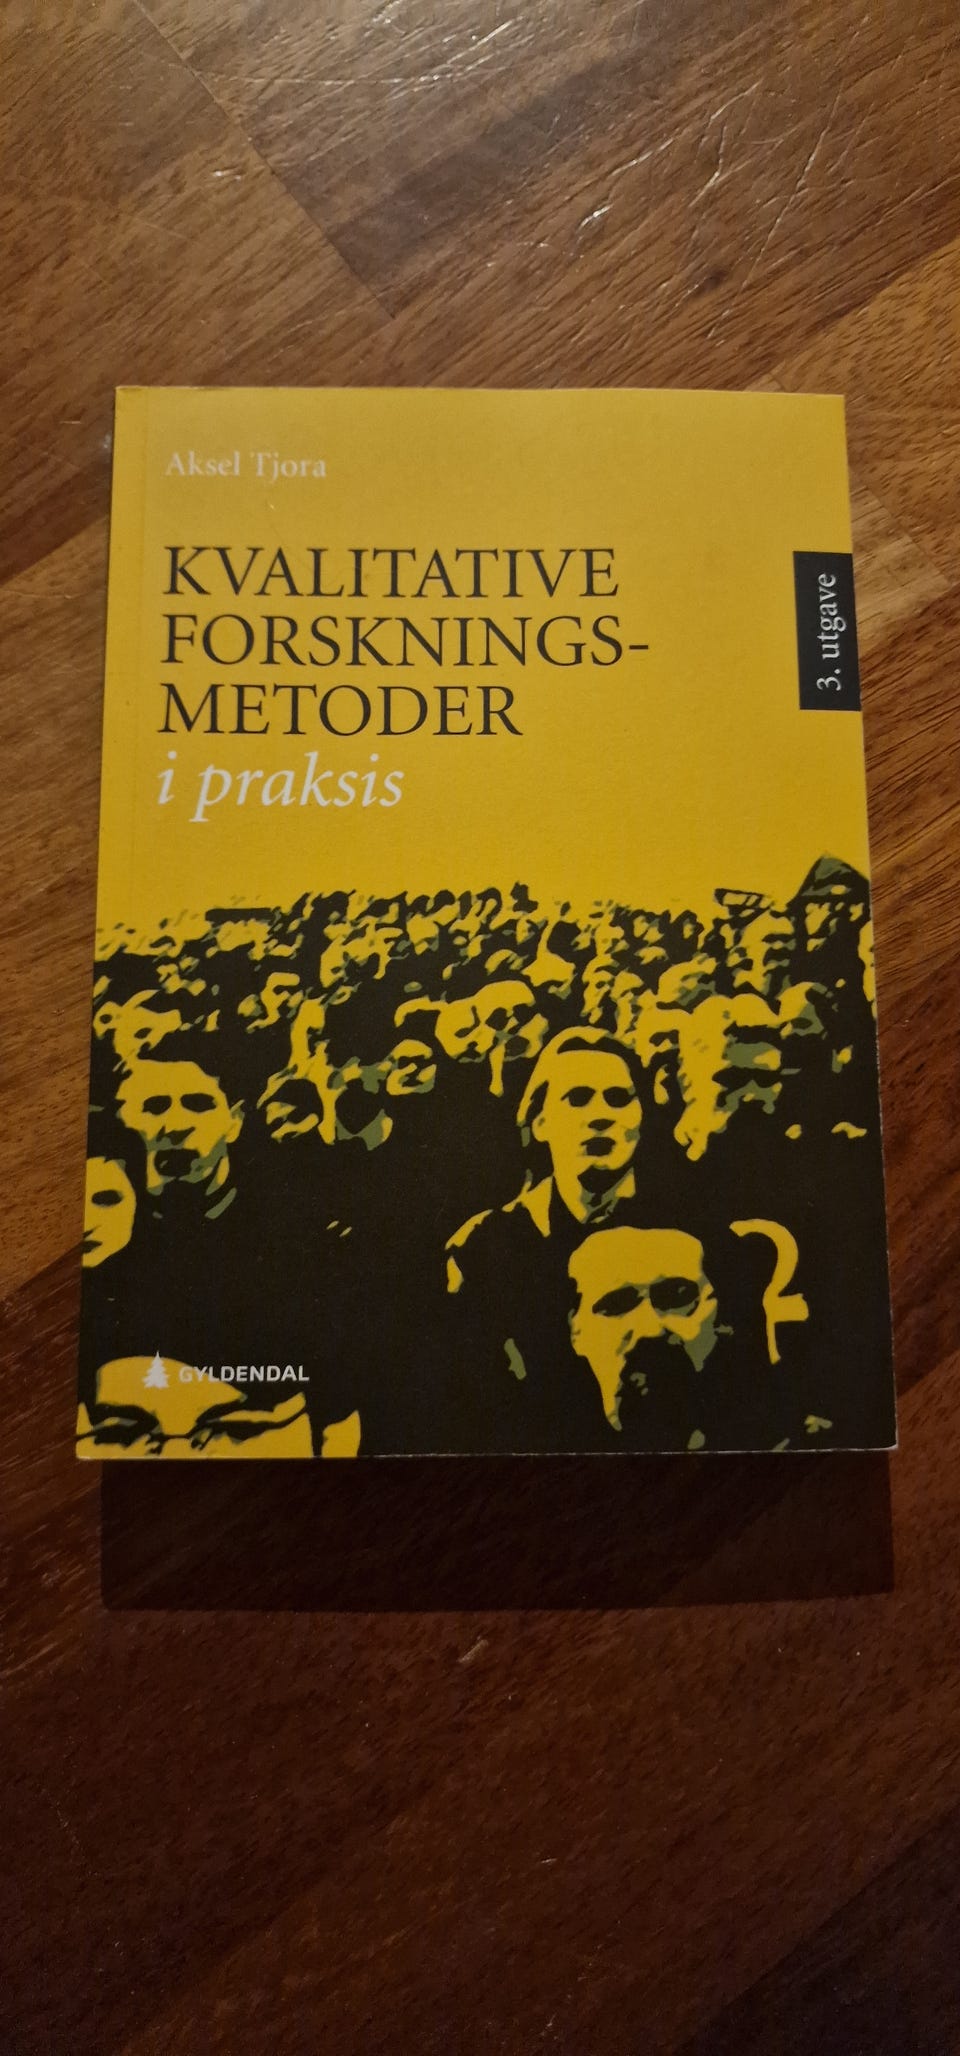 Aksel Tjora
KVALITATIVE
FORSKNINGS-
METODER
i praksis
3. utgave
GYLDENDAL